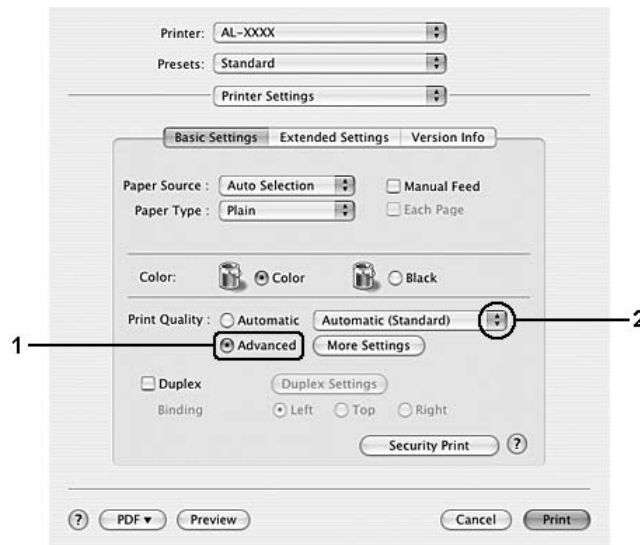 Printer: AL-XXXX
Presets: Standard
Printer Settings
Basic Settings Extended Settings Version Info
Paper Source : Auto Selection Manual Feed
Paper Type : Plain Each Page
Color: Color Black
Print Quality : Automatic Automatic (Standard) 2
1 Advanced More Settings
Duplex Duplex Settings
Binding Left Top Right
Security Print ?
? PDF ▼ Preview Cancel Print